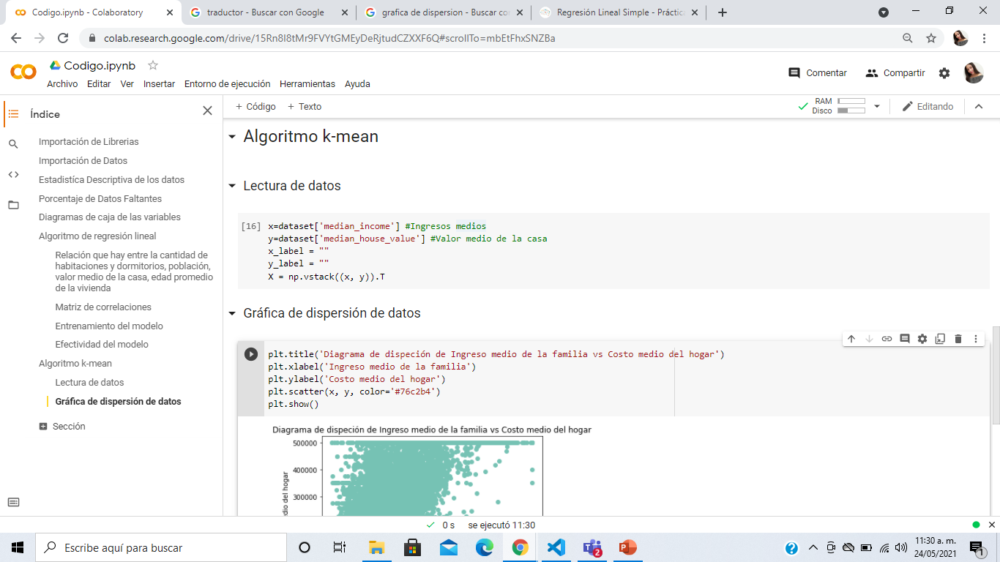 Codigo.ipynb - Colaboratory
traductor - Buscar con Google
grafica de dispersion - Buscar co
Regresión Lineal Simple - Práctic
colab.research.google.com/drive/15Rn8I8tMr9FVYtGMEyDeRjtudCZXXF6Q#scrollTo=mbEtFhxSNZBa
Codigo.ipynb
Archivo Editar Ver Insertar Entorno de ejecución Herramientas Ayuda
Comentar
Compartir
+ Código + Texto
RAM
Disco
Editando
Índice
Importación de Librerias
Importación de Datos
Estadistíca Descriptiva de los datos
Porcentaje de Datos Faltantes
Diagramas de caja de las variables
Algoritmo de regresión lineal
Relación que hay entre la cantidad de
habitaciones y dormitorios, población,
valor medio de la casa, edad promedio
de la vivienda
Matriz de correlaciones
Entrenamiento del modelo
Efectividad del modelo
Algoritmo k-mean
Lectura de datos
Gráfica de dispersión de datos
Sección
Algoritmo k-mean
Lectura de datos
[16] x=dataset['median_income'] #Ingresos medios
y=dataset['median_house_value'] #Valor medio de la casa
x_label = ""
y_label = ""
X = np.vstack((x, y)).T
Gráfica de dispersión de datos
plt.title('Diagrama de dispeción de Ingreso medio de la familia vs Costo medio del hogar')
plt.xlabel('Ingreso medio de la familia')
plt.ylabel('Costo medio del hogar')
plt.scatter(x, y, color='#76c2b4')
plt.show()
Diagrama de dispeción de Ingreso medio de la familia vs Costo medio del hogar
500000
400000
300000
dio del hogar
0 s se ejecutó 11:30
Escribe aquí para buscar
2
11:30 a. m.
24/05/2021
1